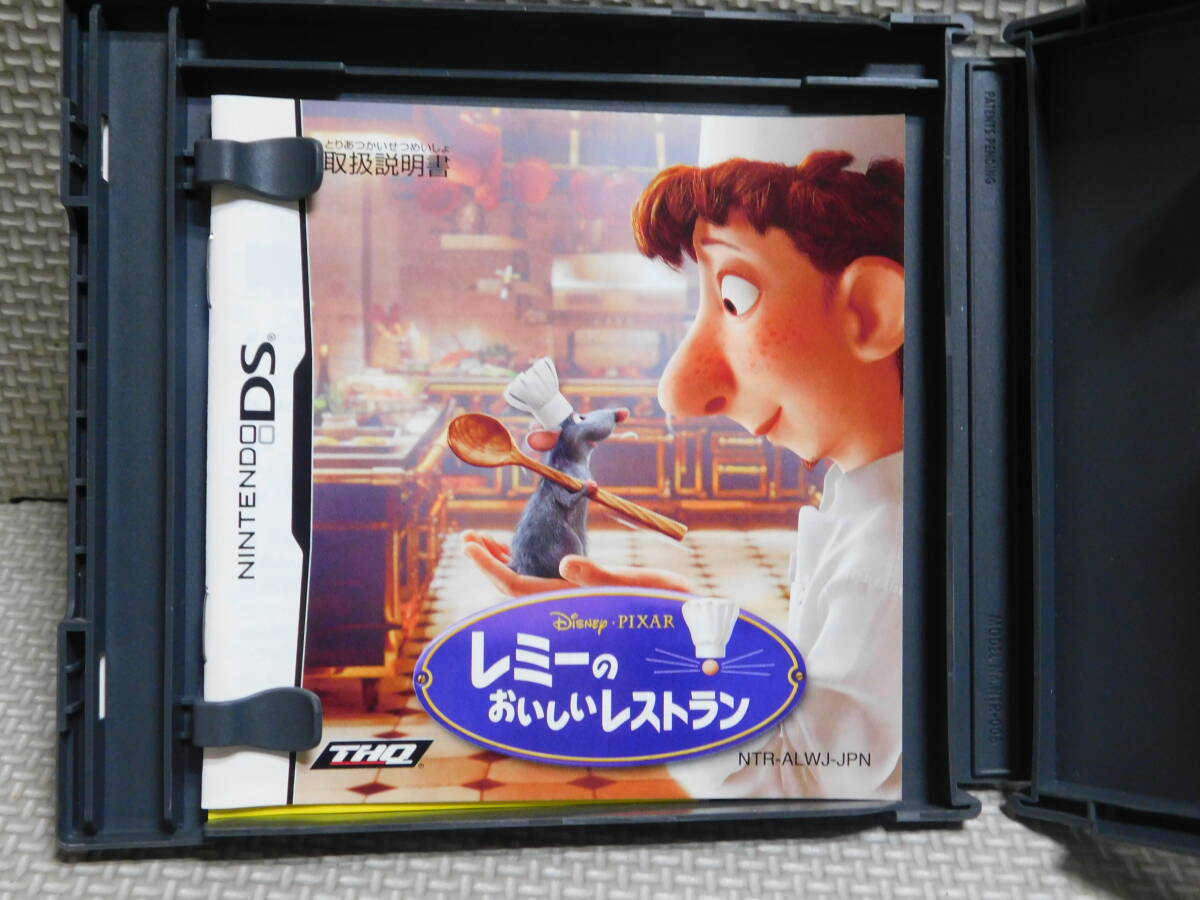 とりあつかいせつめいしょ
取扱説明書
NINTENDO DS®
Disney・PIXAR
レミーの
おいしいレストラン
THQ®
NTR-ALWJ-JPN
PATENTS PENDING